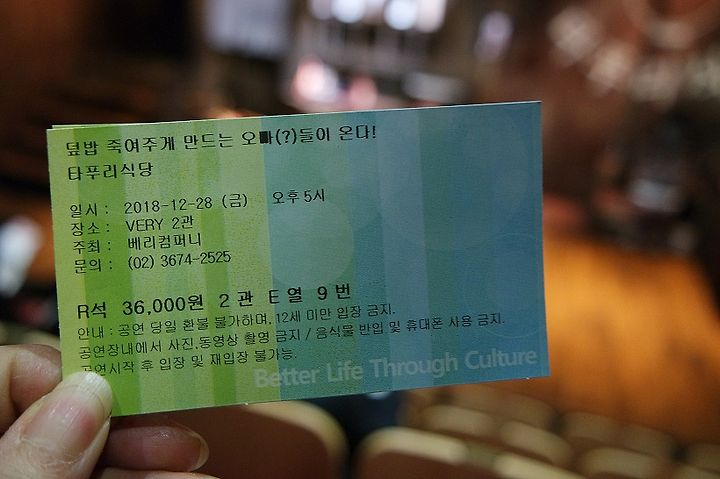 덮밥 죽여주게 만드는 오빠(?)들이 온다!
타푸리식당
일시 : 2018-12-28 (금) 오후 5시
장소 : VERY 2관
주최 : 베리컴퍼니
문의 : (02) 3674-2525
R석 36,000원 2 관 E 열 9 번
안내 : 공연 당일 환불 불가하며, 12세 미만 입장 금지.
공연장내에서 사진,동영상 촬영 금지 / 음식물 반입 및 휴대폰 사용 금지.
공연시작 후 입장 및 재입장 불가능.
Better Life Through Culture